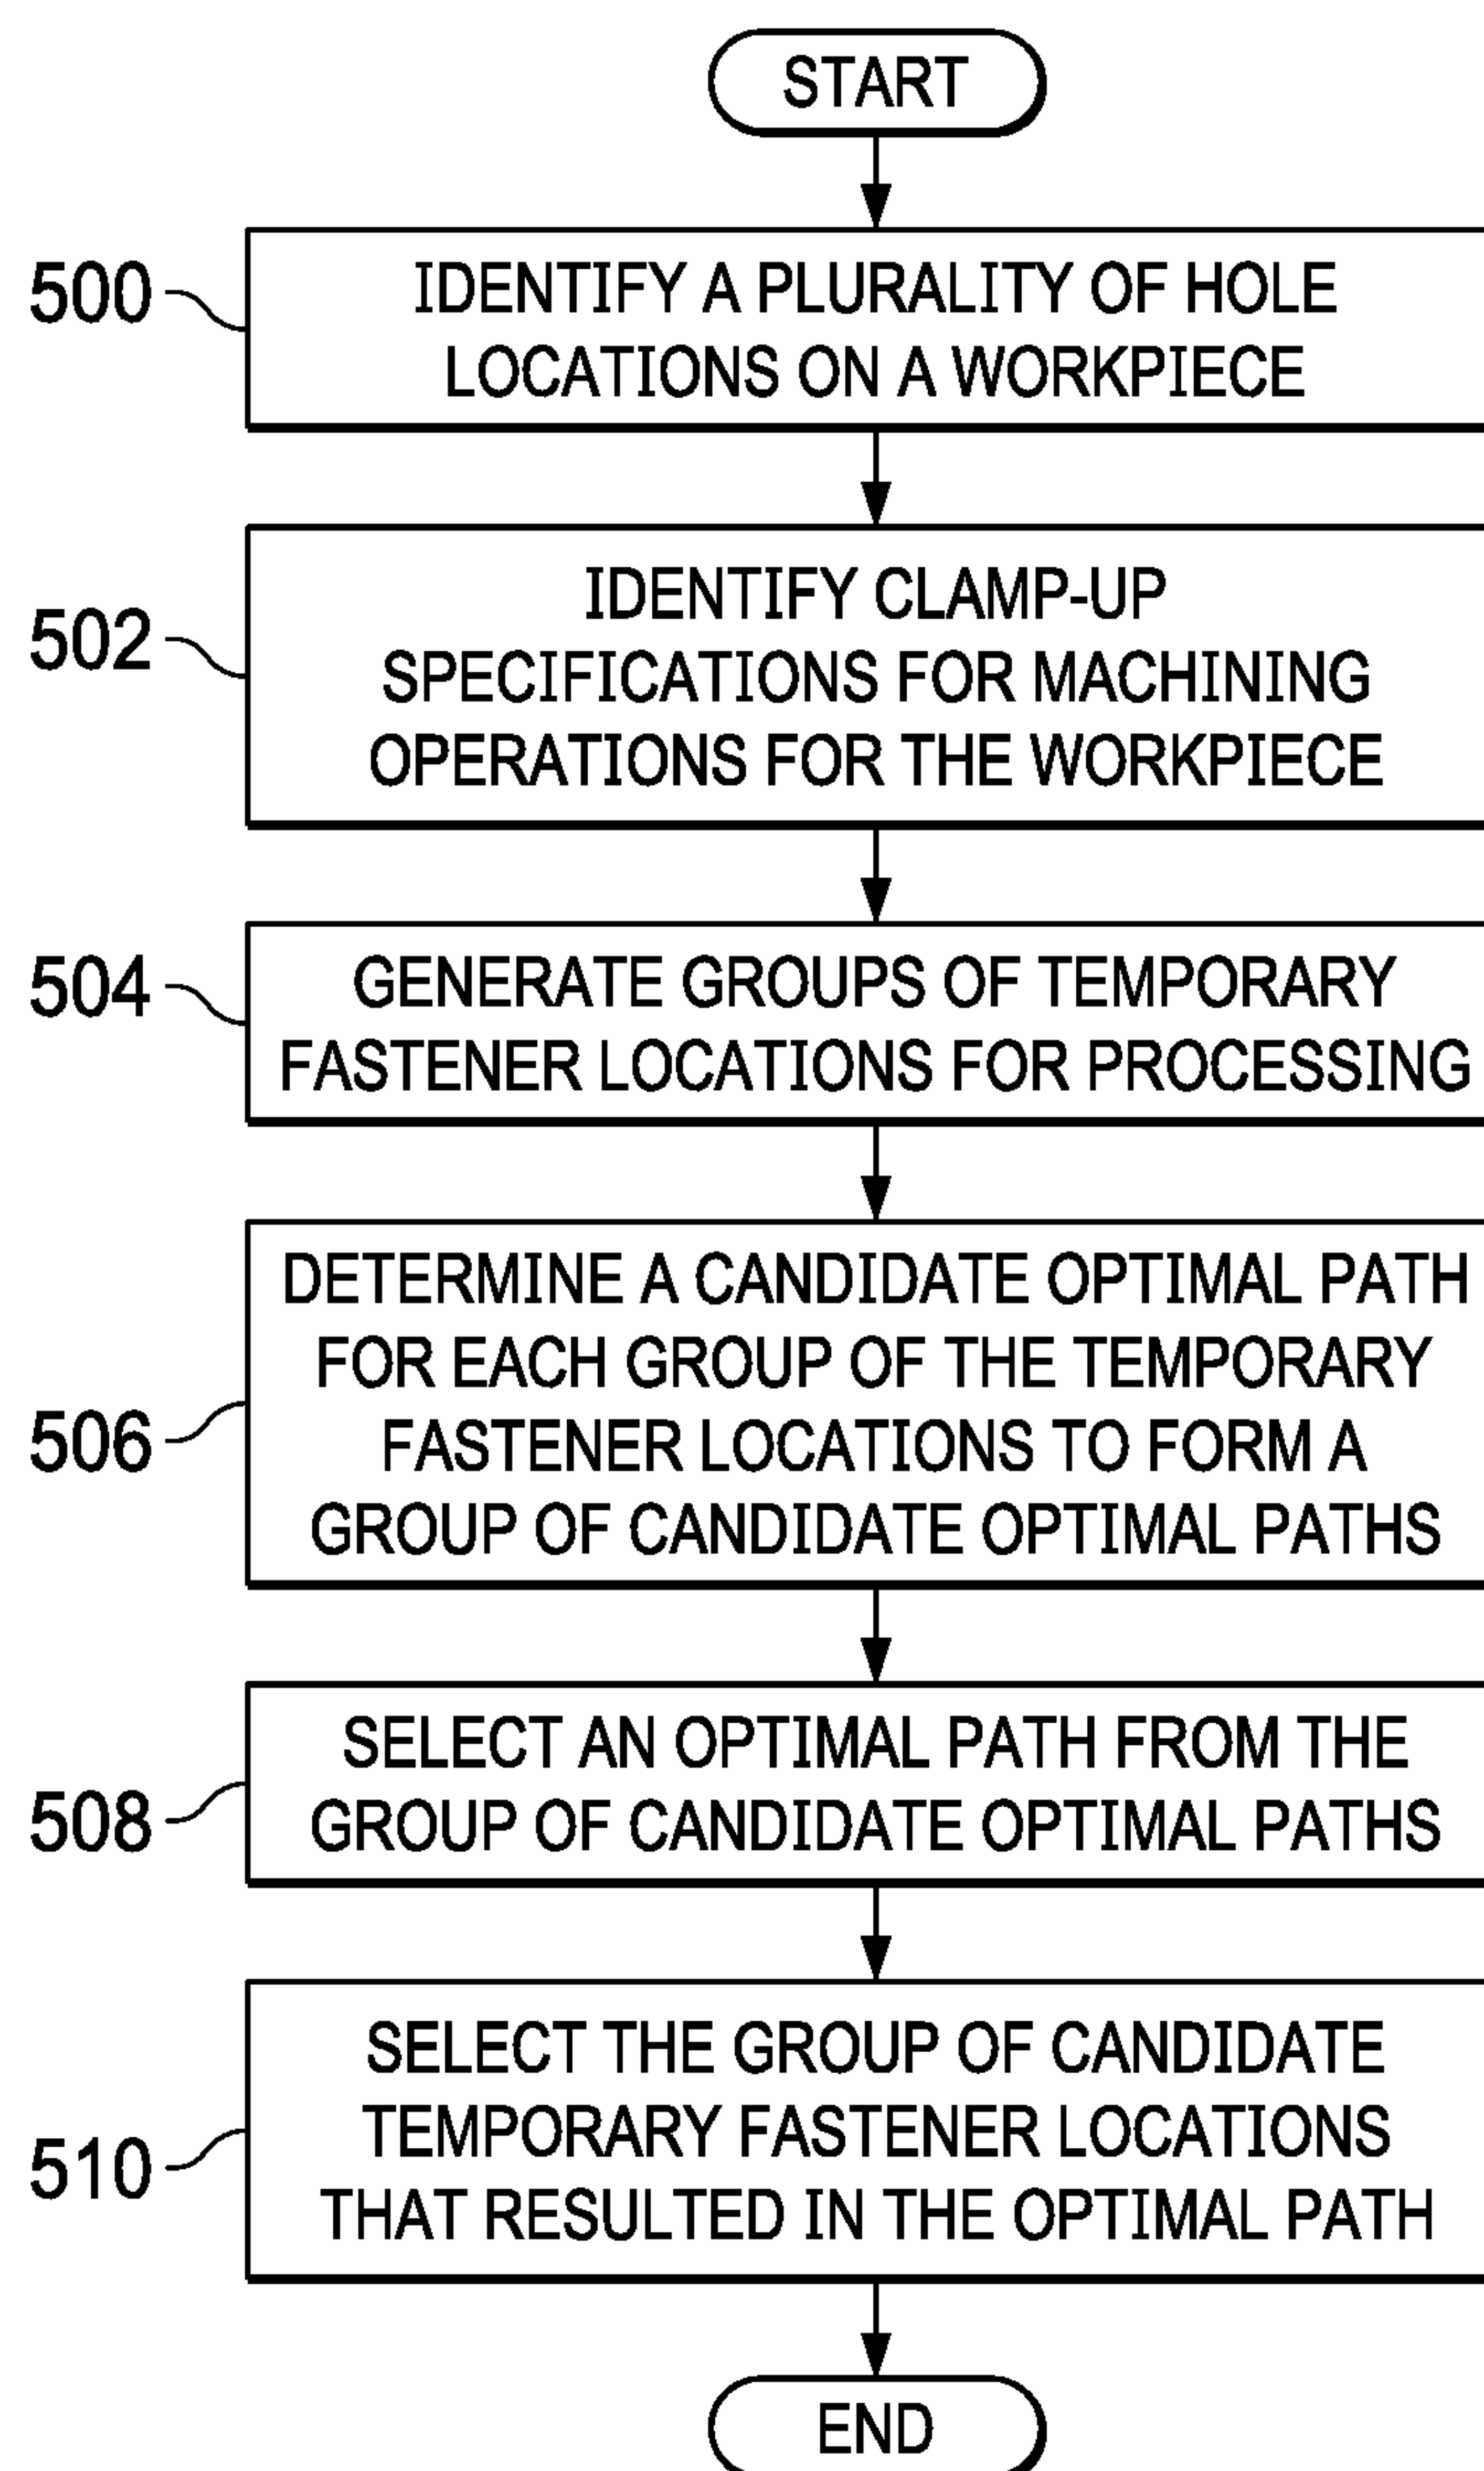 START
500
IDENTIFY A PLURALITY OF HOLE
LOCATIONS ON A WORKPIECE
502
IDENTIFY CLAMP-UP
SPECIFICATIONS FOR MACHINING
OPERATIONS FOR THE WORKPIECE
504
GENERATE GROUPS OF TEMPORARY
FASTENER LOCATIONS FOR PROCESSING
506
DETERMINE A CANDIDATE OPTIMAL PATH
FOR EACH GROUP OF THE TEMPORARY
FASTENER LOCATIONS TO FORM A
GROUP OF CANDIDATE OPTIMAL PATHS
508
SELECT AN OPTIMAL PATH FROM THE
GROUP OF CANDIDATE OPTIMAL PATHS
510
SELECT THE GROUP OF CANDIDATE
TEMPORARY FASTENER LOCATIONS
THAT RESULTED IN THE OPTIMAL PATH
END